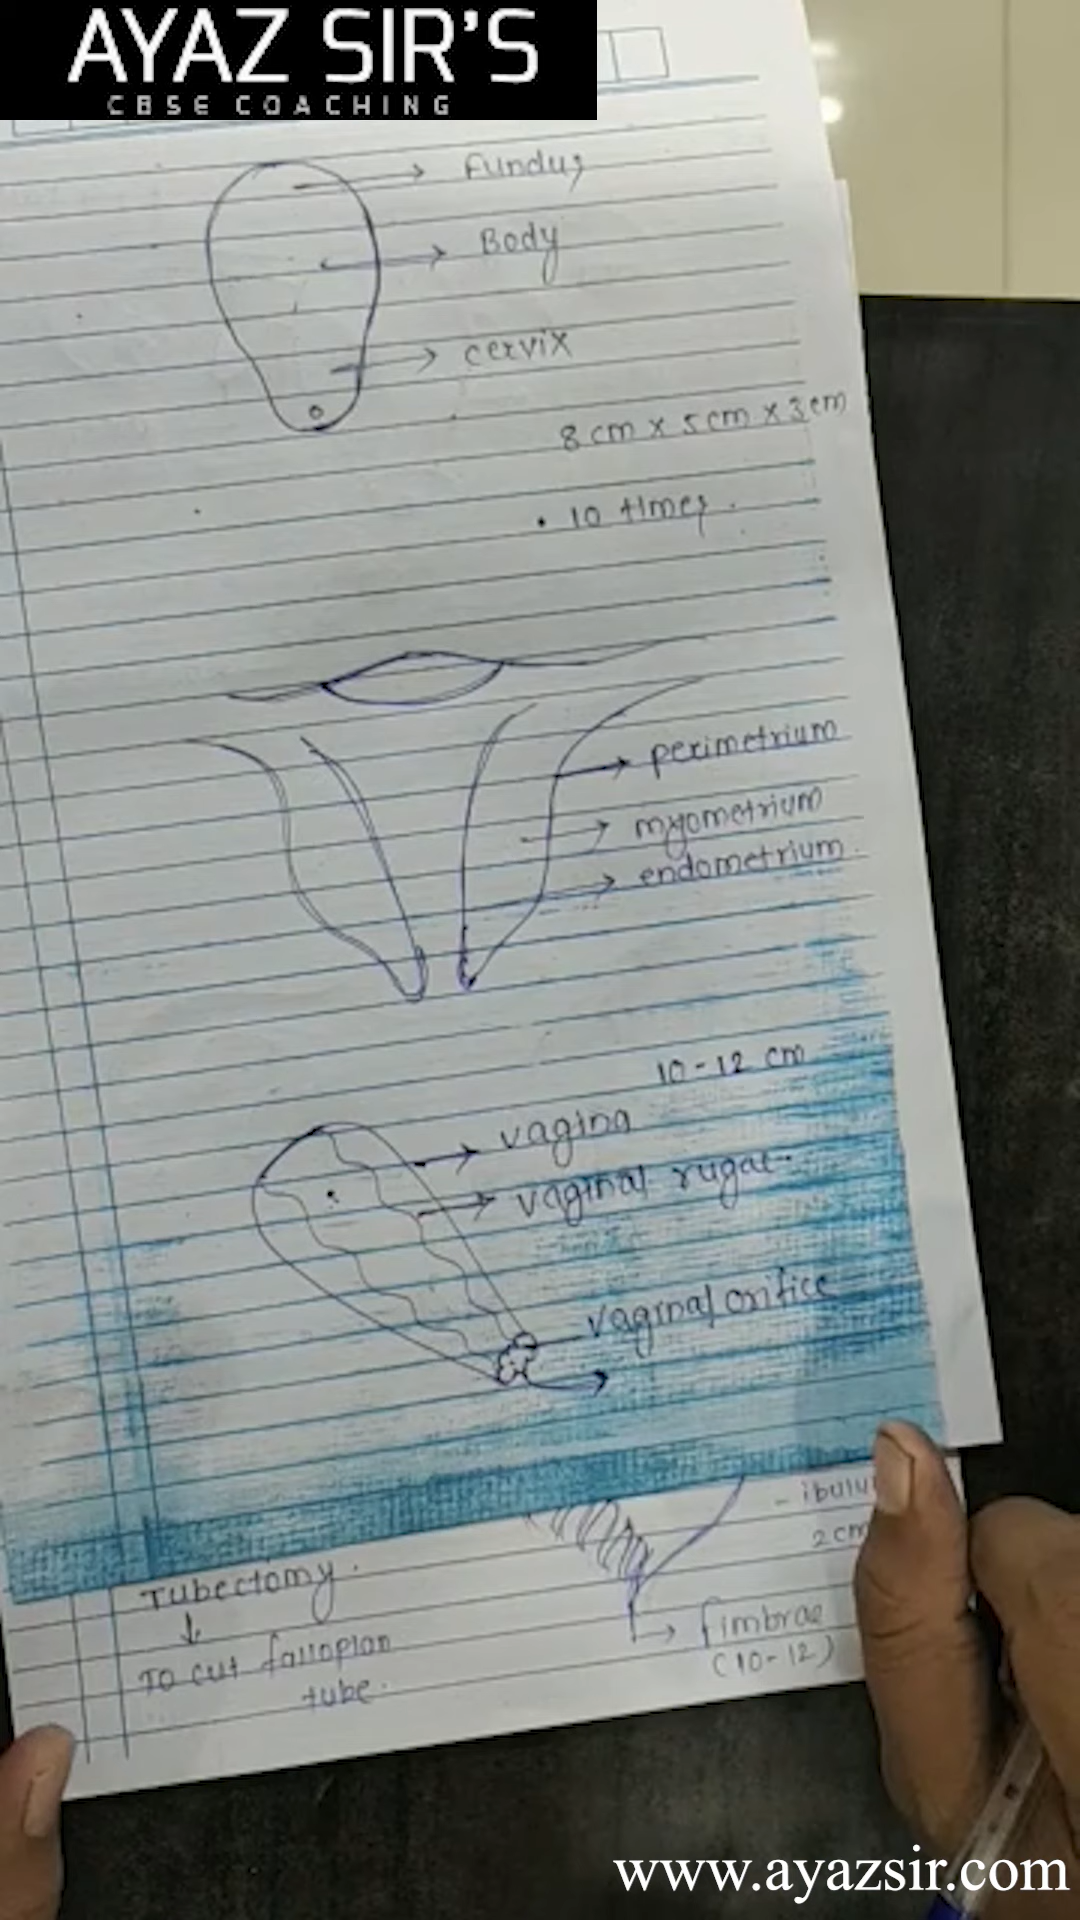 AYAZ SIR'S
CBSE COACHING
Fundus
Body
cervix
8 cm x 5 cm x 3 cm
• 10 times.
perimetrium
myometrium
endometrium
10-12 cm
vagina
vaginal rugae.
vaginal orifice
2 cm
Tubectomy.
To cut fallopian
tube.
fimbrae
(10-12)
www.ayazsir.com